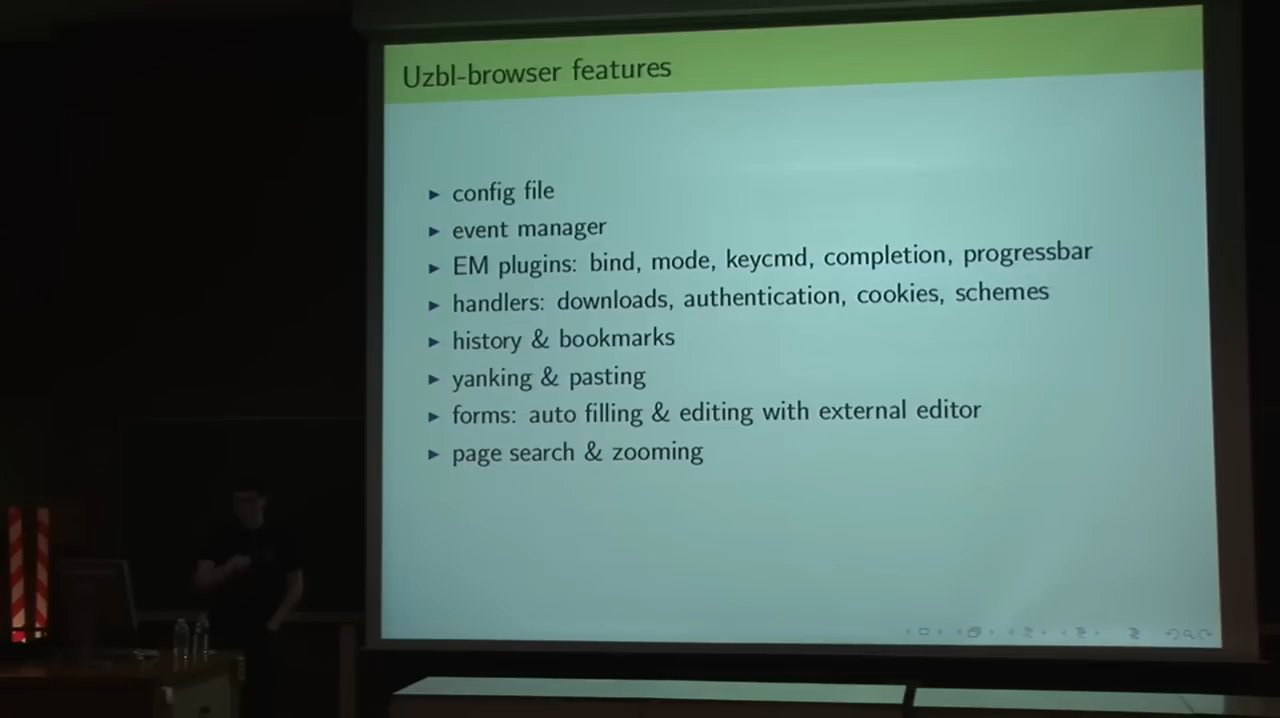 Uzbl-browser features
► config file
► event manager
► EM plugins: bind, mode, keycmd, completion, progressbar
► handlers: downloads, authentication, cookies, schemes
► history & bookmarks
► yanking & pasting
► forms: auto filling & editing with external editor
► page search & zooming